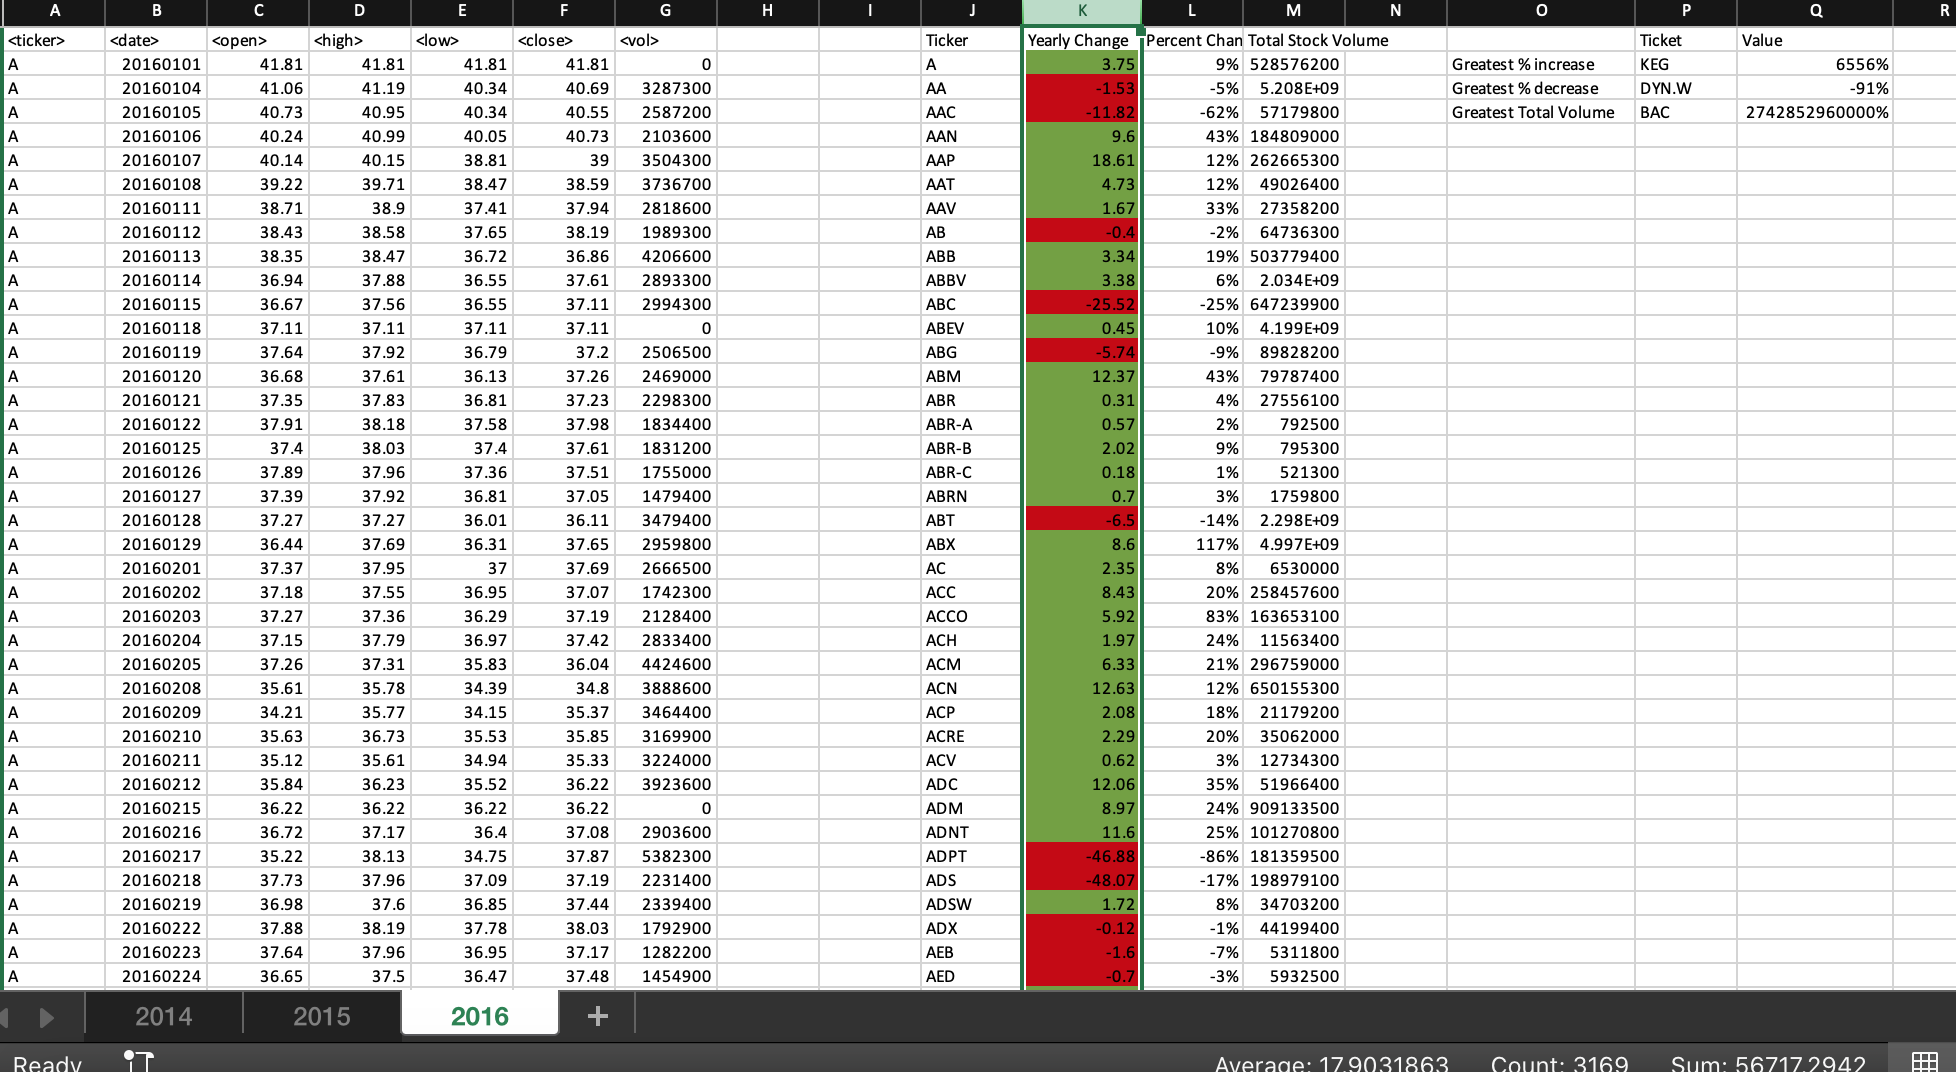 A B C D E F G H I J K L M N O P Q R
<ticker> <date> <open> <high> <low> <close> <vol> Ticker Yearly Change Percent Chan Total Stock Volume Ticket Value
A 20160101 41.81 41.81 41.81 41.81 0 A 3.75 9% 528576200 Greatest % increase KEG 6556%
A 20160104 41.06 41.19 40.34 40.69 3287300 AA -1.53 -5% 5.208E+09 Greatest % decrease DYN.W -91%
A 20160105 40.73 40.95 40.34 40.55 2587200 AAC -11.82 -62% 57179800 Greatest Total Volume BAC 2742852960000%
A 20160106 40.24 40.99 40.05 40.73 2103600 AAN 9.6 43% 184809000
A 20160107 40.14 40.15 38.81 39 3504300 AAP 18.61 12% 262665300
A 20160108 39.22 39.71 38.47 38.59 3736700 AAT 4.73 12% 49026400
A 20160111 38.71 38.9 37.41 37.94 2818600 AAV 1.67 33% 27358200
A 20160112 38.43 38.58 37.65 38.19 1989300 AB -0.4 -2% 64736300
A 20160113 38.35 38.47 36.72 36.86 4206600 ABB 3.34 19% 503779400
A 20160114 36.94 37.88 36.55 37.61 2893300 ABBV 3.38 6% 2.034E+09
A 20160115 36.67 37.56 36.55 37.11 2994300 ABC -25.52 -25% 647239900
A 20160118 37.11 37.11 37.11 37.11 0 ABEV 0.45 10% 4.199E+09
A 20160119 37.64 37.92 36.79 37.2 2506500 ABG -5.74 -9% 89828200
A 20160120 36.68 37.61 36.13 37.26 2469000 ABM 12.37 43% 79787400
A 20160121 37.35 37.83 36.81 37.23 2298300 ABR 0.31 4% 27556100
A 20160122 37.91 38.18 37.58 37.98 1834400 ABR-A 0.57 2% 792500
A 20160125 37.4 38.03 37.4 37.61 1831200 ABR-B 2.02 9% 795300
A 20160126 37.89 37.96 37.36 37.51 1755000 ABR-C 0.18 1% 521300
A 20160127 37.39 37.92 36.81 37.05 1479400 ABRN 0.7 3% 1759800
A 20160128 37.27 37.27 36.01 36.11 3479400 ABT -6.5 -14% 2.298E+09
A 20160129 36.44 37.69 36.31 37.65 2959800 ABX 8.6 117% 4.997E+09
A 20160201 37.37 37.95 37 37.69 2666500 AC 2.35 8% 6530000
A 20160202 37.18 37.55 36.95 37.07 1742300 ACC 8.43 20% 258457600
A 20160203 37.27 37.36 36.29 37.19 2128400 ACCO 5.92 83% 163653100
A 20160204 37.15 37.79 36.97 37.42 2833400 ACH 1.97 24% 11563400
A 20160205 37.26 37.31 35.83 36.04 4424600 ACM 6.33 21% 296759000
A 20160208 35.61 35.78 34.39 34.8 3888600 ACN 12.63 12% 650155300
A 20160209 34.21 35.77 34.15 35.37 3464400 ACP 2.08 18% 21179200
A 20160210 35.63 36.73 35.53 35.85 3169900 ACRE 2.29 20% 35062000
A 20160211 35.12 35.61 34.94 35.33 3224000 ACV 0.62 3% 12734300
A 20160212 35.84 36.23 35.52 36.22 3923600 ADC 12.06 35% 51966400
A 20160215 36.22 36.22 36.22 36.22 0 ADM 8.97 24% 909133500
A 20160216 36.72 37.17 36.4 37.08 2903600 ADNT 11.6 25% 101270800
A 20160217 35.22 38.13 34.75 37.87 5382300 ADPT -46.88 -86% 181359500
A 20160218 37.73 37.96 37.09 37.19 2231400 ADS -48.07 -17% 198979100
A 20160219 36.98 37.6 36.85 37.44 2339400 ADSW 1.72 8% 34703200
A 20160222 37.88 38.19 37.78 38.03 1792900 ADX -0.12 -1% 44199400
A 20160223 37.64 37.96 36.95 37.17 1282200 AEB -1.6 -7% 5311800
A 20160224 36.65 37.5 36.47 37.48 1454900 AED -0.7 -3% 5932500
2014 2015 2016 +
Ready Average: 17.9031863 Count: 3169 Sum: 56717.2942